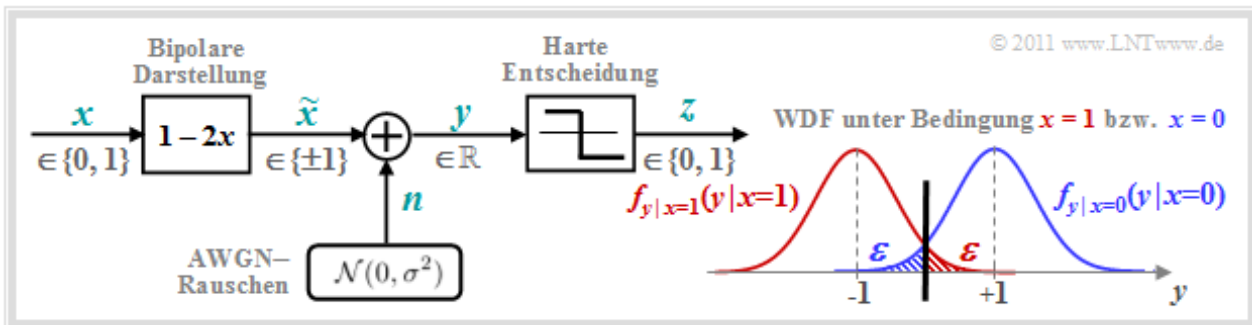 © 2011 www.LNTwww.de
Bipolare
Darstellung
Harte
Entscheidung
x
∈{0, 1}
1 – 2x
x̃
∈{±1}
y
∈ℝ
z
∈{0, 1}
n
AWGN–
Rauschen
𝒩(0, σ²)
WDF unter Bedingung x = 1 bzw. x = 0
f_{y|x=1}(y|x=1)
f_{y|x=0}(y|x=0)
ε
ε
-1
+1
y